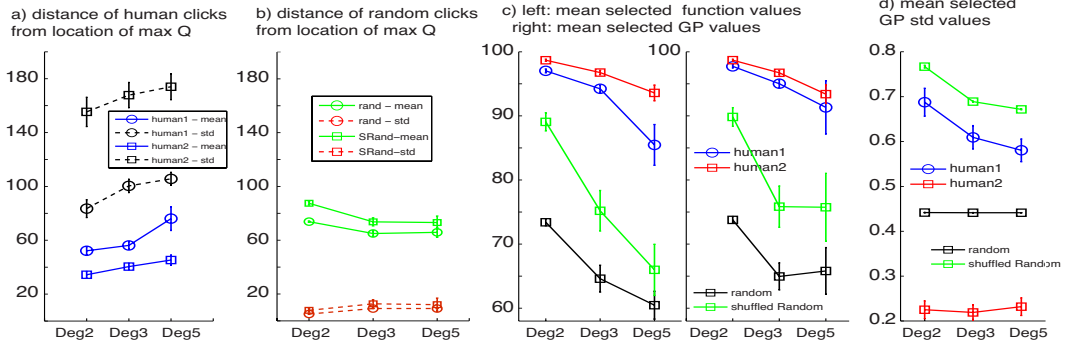 a) distance of human clicks
from location of max Q
180
140
100
60
20
human1 - mean
human1 - std
human2 - mean
human2 - std
Deg2 Deg3 Deg5
b) distance of random clicks
from location of max Q
180
140
100
60
20
rand - mean
rand - std
SRand-mean
SRand-std
Deg2 Deg3 Deg5
c) left: mean selected function values
right: mean selected GP values
100
90
80
70
60
random
shuffled Random
Deg2 Deg3 Deg5
100
90
80
70
60
human1
human2
Deg2 Deg3 Deg5
d) mean selected
GP std values
0.8
0.7
0.6
0.5
0.4
0.3
0.2
human1
human2
random
shuffled Random
Deg2 Deg3 Deg5